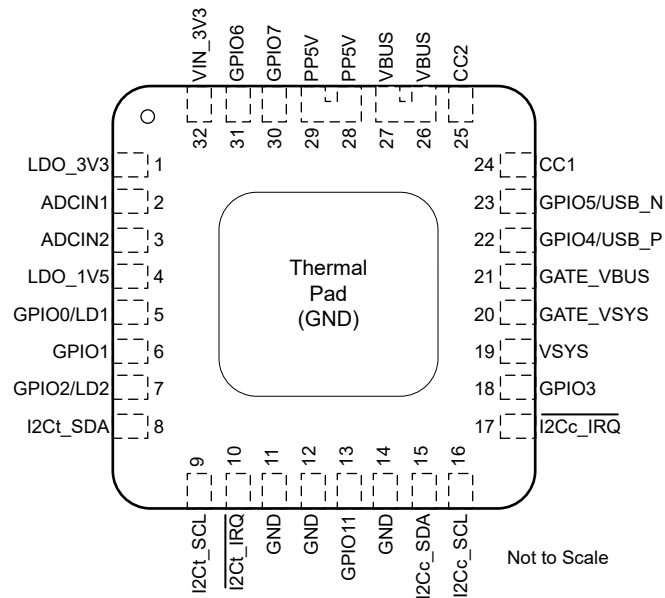 VIN_3V3
GPIO6
GPIO7
PP5V
PP5V
VBUS
VBUS
CC2
32
31
30
29
28
27
26
25
LDO_3V3 1
ADCIN1 2
ADCIN2 3
LDO_1V5 4
GPIO0/LD1 5
GPIO1 6
GPIO2/LD2 7
I2Ct_SDA 8
Thermal
Pad
(GND)
24 CC1
23 GPIO5/USB_N
22 GPIO4/USB_P
21 GATE_VBUS
20 GATE_VSYS
19 VSYS
18 GPIO3
17 I2Cc_IRQ
9
10
11
12
13
14
15
16
I2Ct_SCL
I2Ct_IRQ
GND
GND
GPIO11
GND
I2Cc_SDA
I2Cc_SCL
Not to Scale